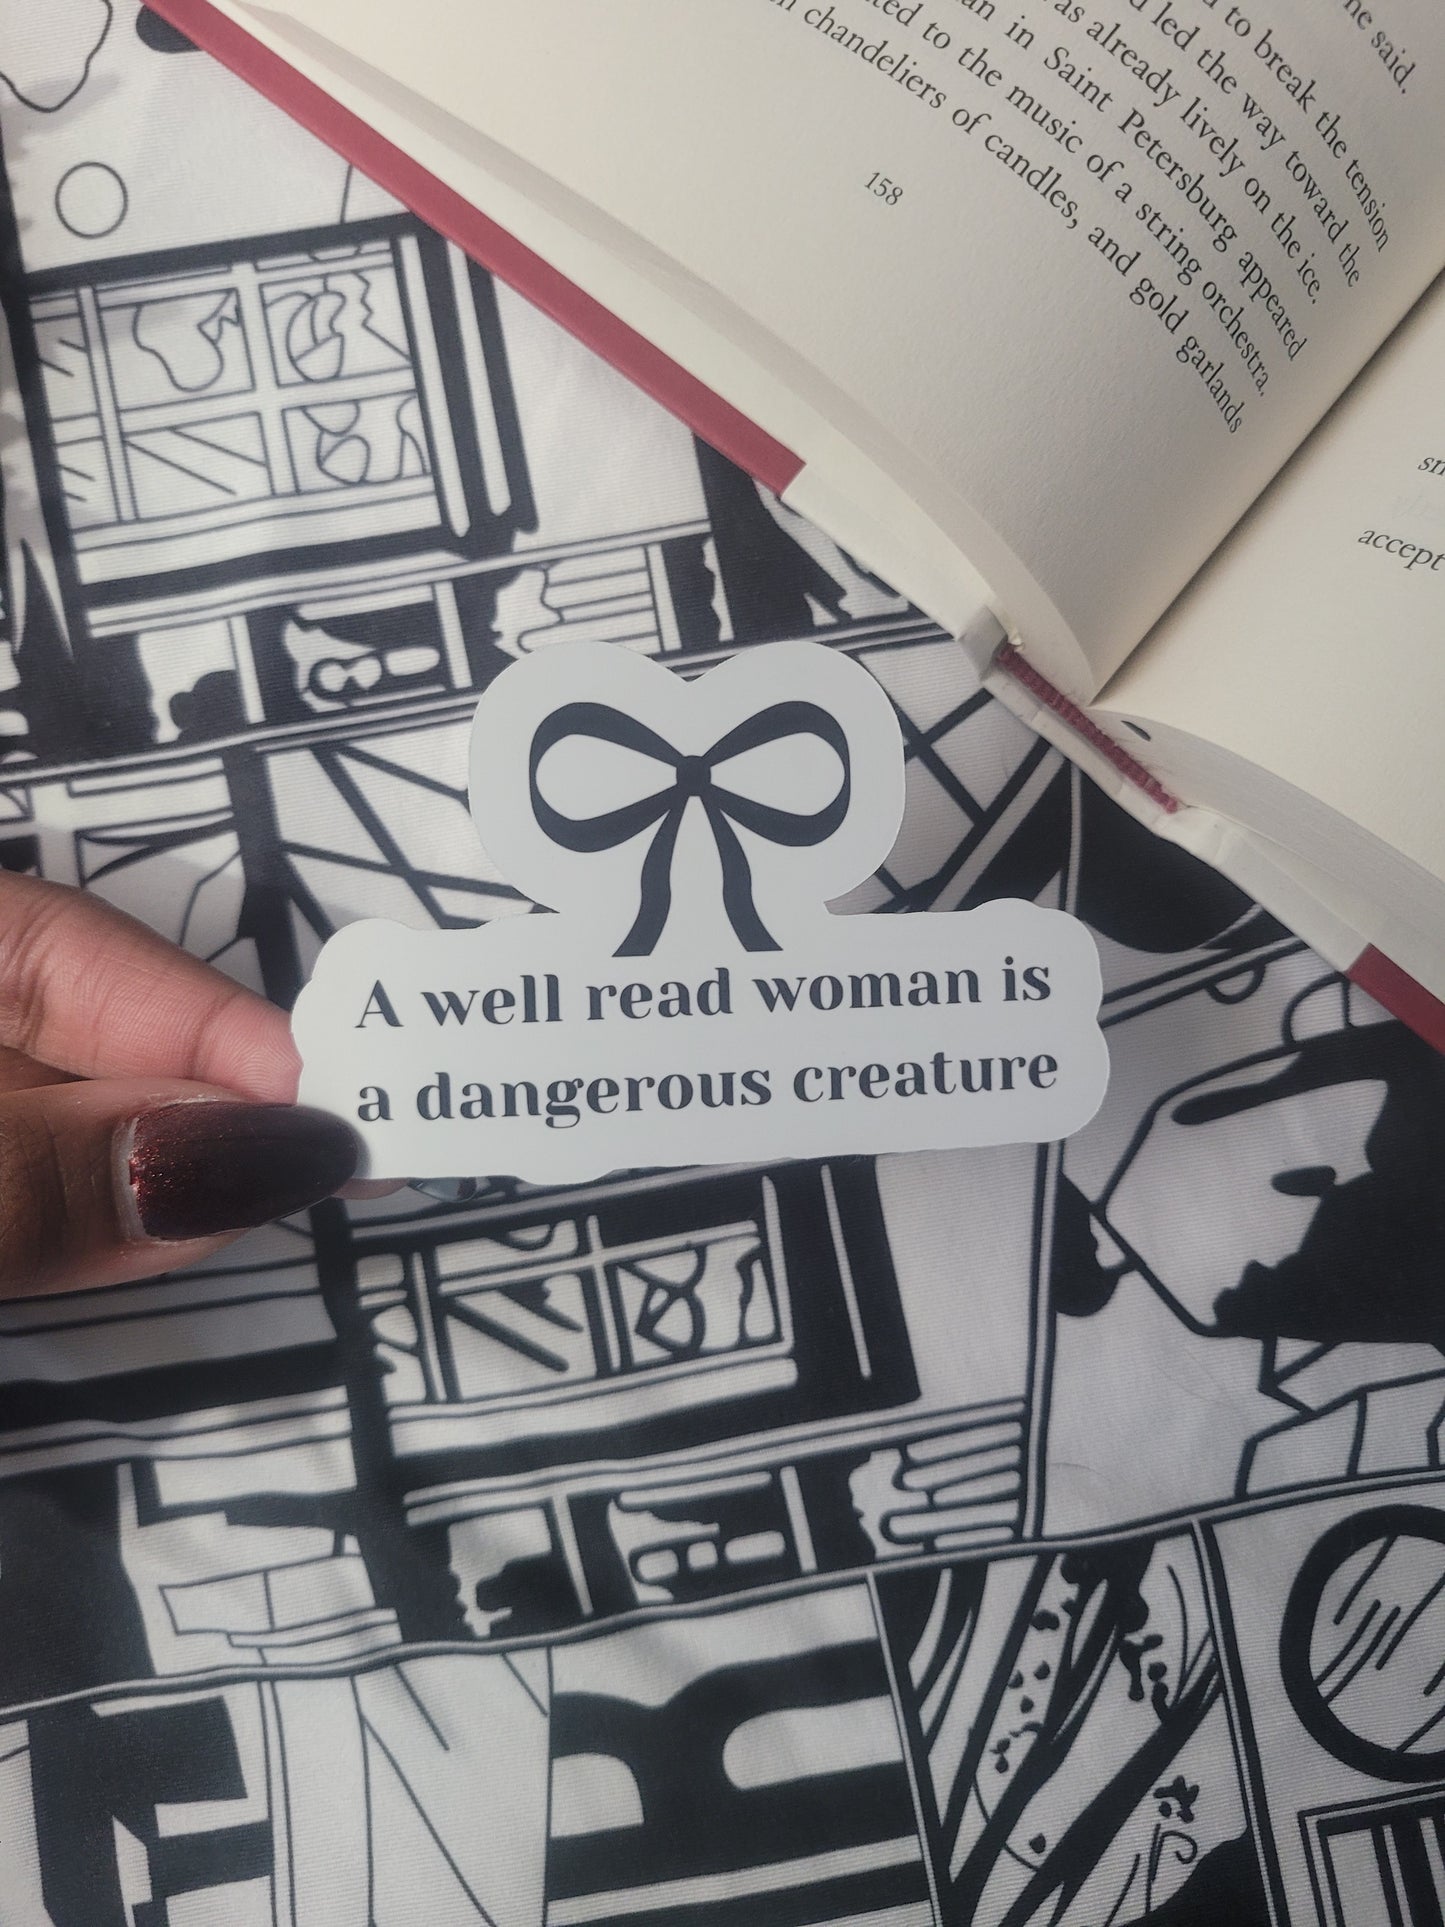 ne said.
to break the tension
led the way toward the
as already lively on the ice.
in Saint Petersburg appeared
to the music of a string orchestra.
chandeliers of candles, and gold garlands
158
accept
A well read woman is
a dangerous creature